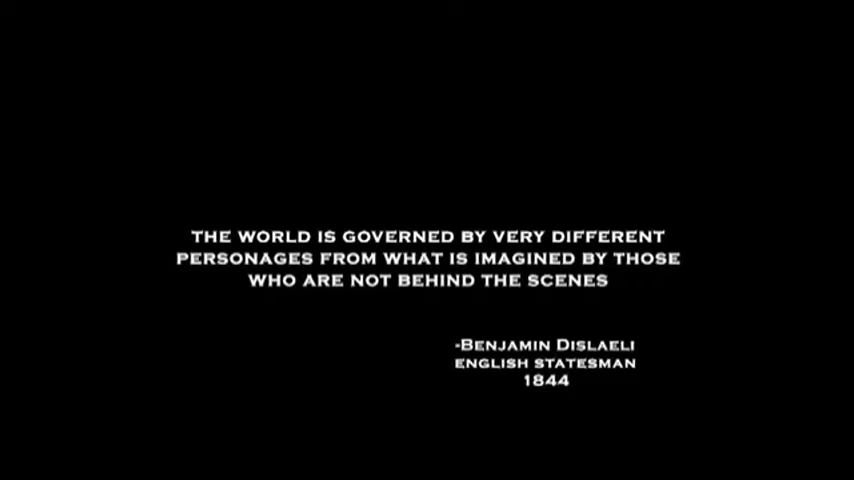 THE WORLD IS GOVERNED BY VERY DIFFERENT
PERSONAGES FROM WHAT IS IMAGINED BY THOSE
WHO ARE NOT BEHIND THE SCENES
-BENJAMIN DISLAELI
ENGLISH STATESMAN
1844